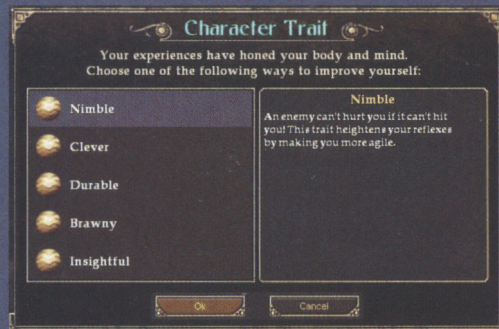 Character Trait
Your experiences have honed your body and mind.
Choose one of the following ways to improve yourself:
Nimble
Clever
Durable
Brawny
Insightful
Nimble
An enemy can't hurt you if it can't hit
you! This trait heightens your reflexes
by making you more agile.
Ok
Cancel